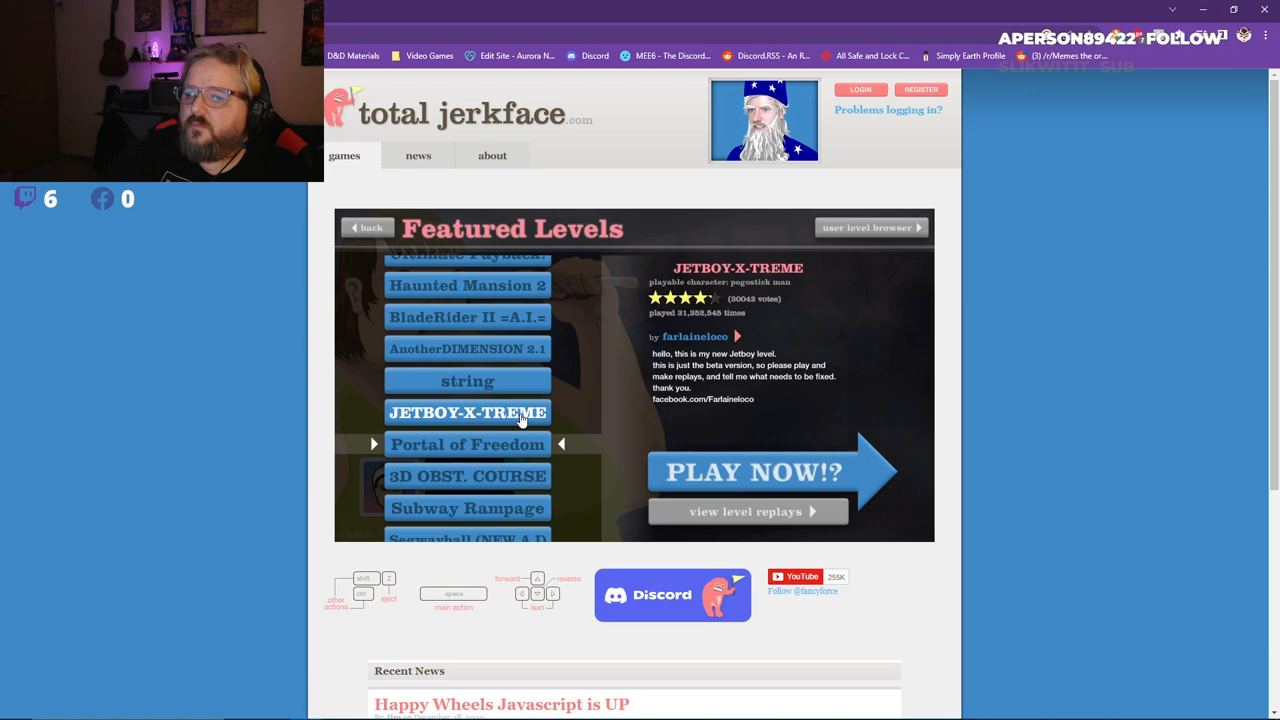 D&D Materials
Video Games
Edit Site - Aurora N...
Discord
MEE6 - The Discord...
Discord.RSS - An R...
All Safe and Lock C...
Simply Earth Profile
(3) /r/Memes the or...
APERSON89422 FOLLOW
total jerkface.com
LOGIN
REGISTER
Problems logging in?
games
news
about
6
0
back
Featured Levels
user level browser
Ultimate Payback!
Haunted Mansion 2
BladeRider II =A.I.=
AnotherDIMENSION 2.1
string
JETBOY-X-TREME
Portal of Freedom
3D OBST. COURSE
Subway Rampage
Segwayball (NEW A.D
JETBOY-X-TREME
playable character: pogostick man
(30042 votes)
played 31,352,545 times
by farlaineloco
hello, this is my new Jetboy level.
this is just the beta version, so please play and
make replays, and tell me what needs to be fixed.
thank you.
facebook.com/Farlaineloco
PLAY NOW!?
view level replays
shift
Z
ctrl
other actions
eject
space
main action
forward
reverse
lean
Discord
YouTube
255K
Follow @fancyforce
Recent News
Happy Wheels Javascript is UP